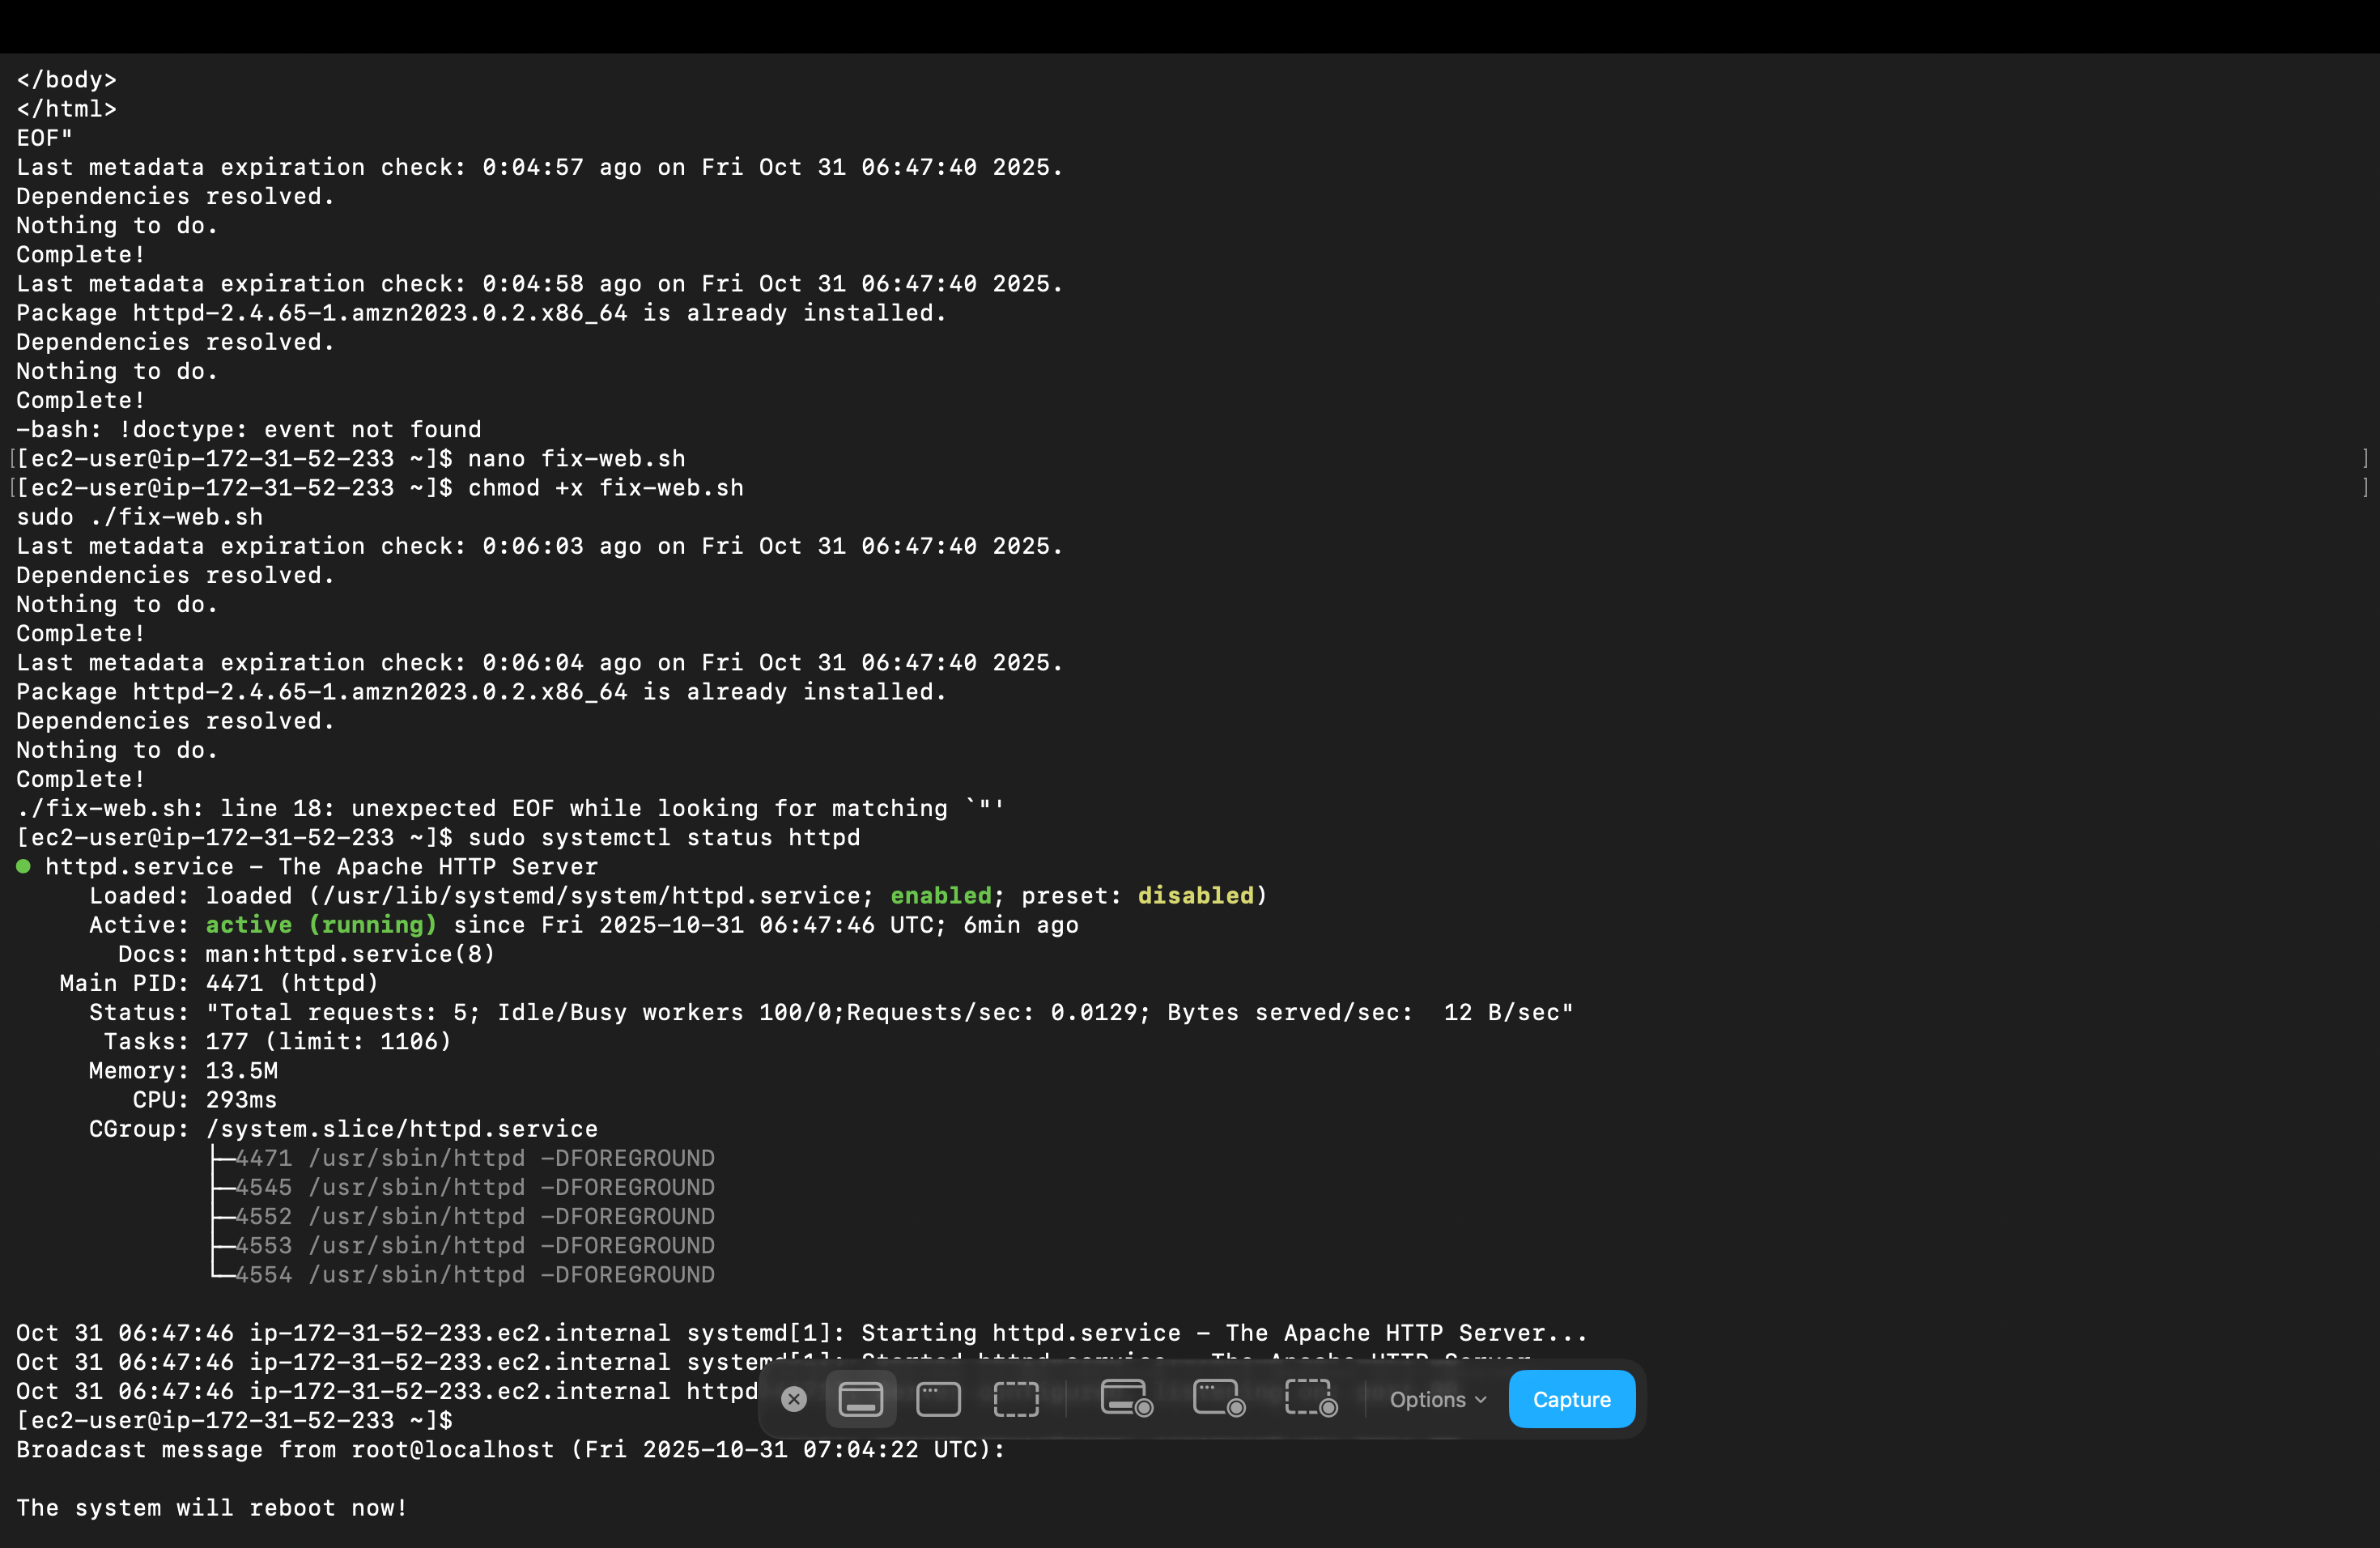 </body>
</html>
EOF"
Last metadata expiration check: 0:04:57 ago on Fri Oct 31 06:47:40 2025.
Dependencies resolved.
Nothing to do.
Complete!
Last metadata expiration check: 0:04:58 ago on Fri Oct 31 06:47:40 2025.
Package httpd-2.4.65-1.amzn2023.0.2.x86_64 is already installed.
Dependencies resolved.
Nothing to do.
Complete!
-bash: !doctype: event not found
[[ec2-user@ip-172-31-52-233 ~]$ nano fix-web.sh ]
[[ec2-user@ip-172-31-52-233 ~]$ chmod +x fix-web.sh ]
sudo ./fix-web.sh
Last metadata expiration check: 0:06:03 ago on Fri Oct 31 06:47:40 2025.
Dependencies resolved.
Nothing to do.
Complete!
Last metadata expiration check: 0:06:04 ago on Fri Oct 31 06:47:40 2025.
Package httpd-2.4.65-1.amzn2023.0.2.x86_64 is already installed.
Dependencies resolved.
Nothing to do.
Complete!
./fix-web.sh: line 18: unexpected EOF while looking for matching `"'
[ec2-user@ip-172-31-52-233 ~]$ sudo systemctl status httpd
● httpd.service - The Apache HTTP Server
Loaded: loaded (/usr/lib/systemd/system/httpd.service; enabled; preset: disabled)
Active: active (running) since Fri 2025-10-31 06:47:46 UTC; 6min ago
Docs: man:httpd.service(8)
Main PID: 4471 (httpd)
Status: "Total requests: 5; Idle/Busy workers 100/0;Requests/sec: 0.0129; Bytes served/sec:  12 B/sec"
Tasks: 177 (limit: 1106)
Memory: 13.5M
CPU: 293ms
CGroup: /system.slice/httpd.service
├─4471 /usr/sbin/httpd -DFOREGROUND
├─4545 /usr/sbin/httpd -DFOREGROUND
├─4552 /usr/sbin/httpd -DFOREGROUND
├─4553 /usr/sbin/httpd -DFOREGROUND
└─4554 /usr/sbin/httpd -DFOREGROUND
Oct 31 06:47:46 ip-172-31-52-233.ec2.internal systemd[1]: Starting httpd.service - The Apache HTTP Server...
Oct 31 06:47:46 ip-172-31-52-233.ec2.internal systemd[1]: Started httpd.service - The Apache HTTP Server
Oct 31 06:47:46 ip-172-31-52-233.ec2.internal httpd
Options
Capture
[ec2-user@ip-172-31-52-233 ~]$
Broadcast message from root@localhost (Fri 2025-10-31 07:04:22 UTC):
The system will reboot now!